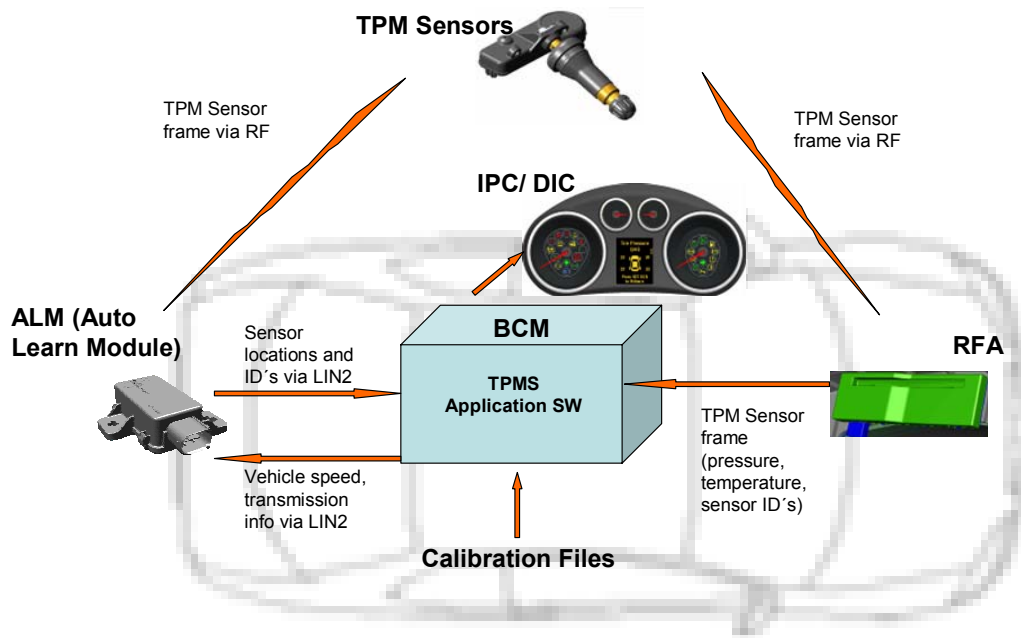 TPM Sensors
TPM Sensor
frame via RF
TPM Sensor
frame via RF
IPC/ DIC
ALM (Auto
Learn Module)
Sensor
locations and
ID´s via LIN2
BCM
TPMS
Application SW
RFA
TPM Sensor
frame
(pressure,
temperature,
sensor ID´s)
Vehicle speed,
transmission
info via LIN2
Calibration Files
Tire Pressure